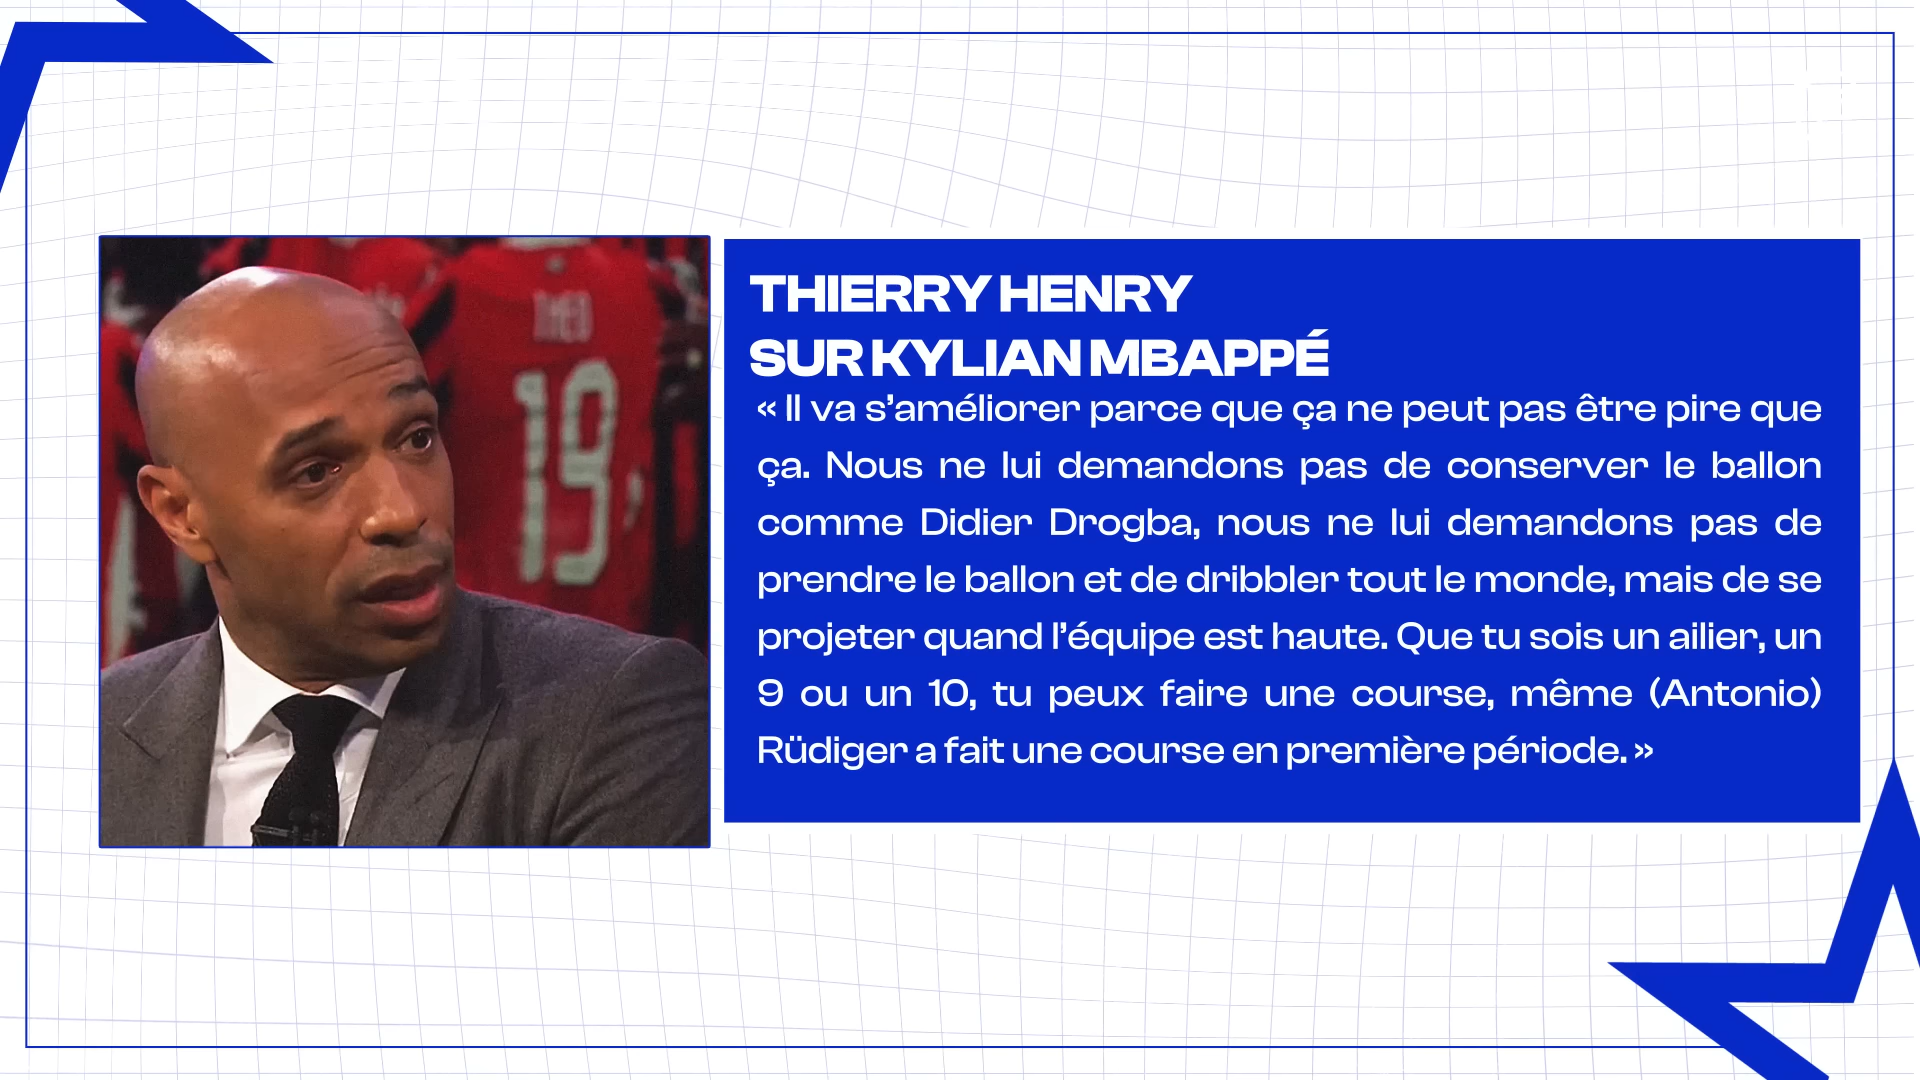 THIERRY HENRY
SUR KYLIAN MBAPPÉ
« Il va s’améliorer parce que ça ne peut pas être pire que
ça. Nous ne lui demandons pas de conserver le ballon
comme Didier Drogba, nous ne lui demandons pas de
prendre le ballon et de dribbler tout le monde, mais de se
projeter quand l’équipe est haute. Que tu sois un ailier, un
9 ou un 10, tu peux faire une course, même (Antonio)
Rüdiger a fait une course en première période. »
19